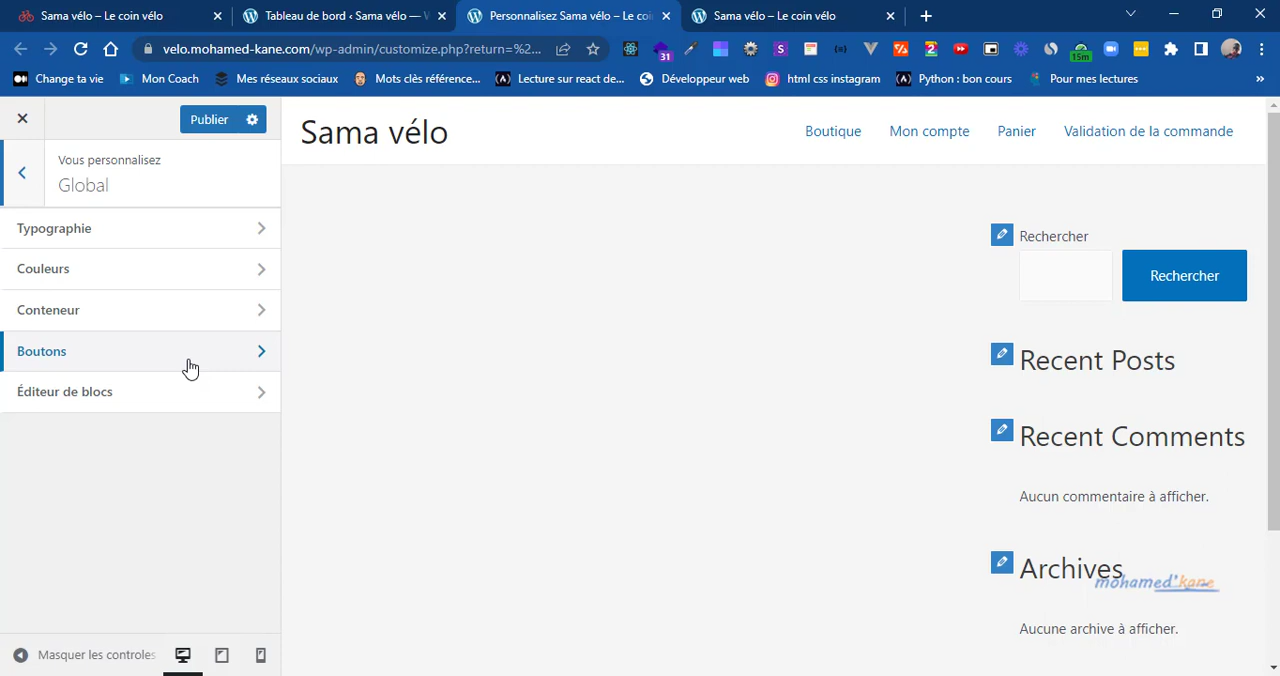 Sama vélo – Le coin vélo
Tableau de bord ‹ Sama vélo — W
Personnalisez Sama vélo – Le coi
Sama vélo – Le coin vélo
velo.mohamed-kane.com/wp-admin/customize.php?return=%2...
31
15m
Change ta vie
Mon Coach
Mes réseaux sociaux
Mots clés référence...
Lecture sur react de...
Développeur web
html css instagram
Python : bon cours
Pour mes lectures
»
Publier
Vous personnalisez
Global
Typographie
Couleurs
Conteneur
Boutons
Éditeur de blocs
Masquer les controles
Sama vélo
Boutique
Mon compte
Panier
Validation de la commande
Rechercher
Rechercher
Recent Posts
Recent Comments
Aucun commentaire à afficher.
Archives
mohamed'kane
Aucune archive à afficher.